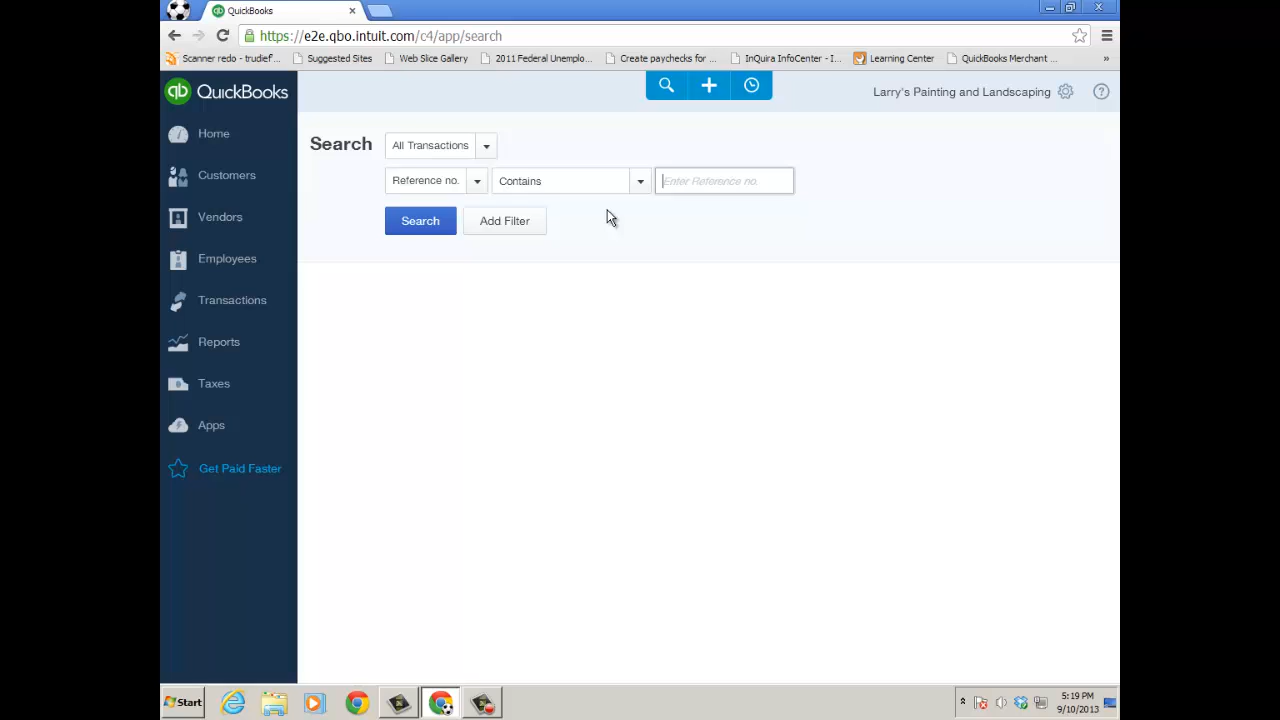 QuickBooks
https://e2e.qbo.intuit.com/c4/app/search
Scanner redo - trudief... Suggested Sites Web Slice Gallery 2011 Federal Unemplo... Create paychecks for ... InQuira InfoCenter - I... Learning Center QuickBooks Merchant ... »
qb QuickBooks
Larry's Painting and Landscaping ?
Home
Customers
Vendors
Employees
Transactions
Reports
Taxes
Apps
Get Paid Faster
Search All Transactions
Reference no. Contains Enter Reference no.
Search Add Filter
Start
5:19 PM
9/10/2013